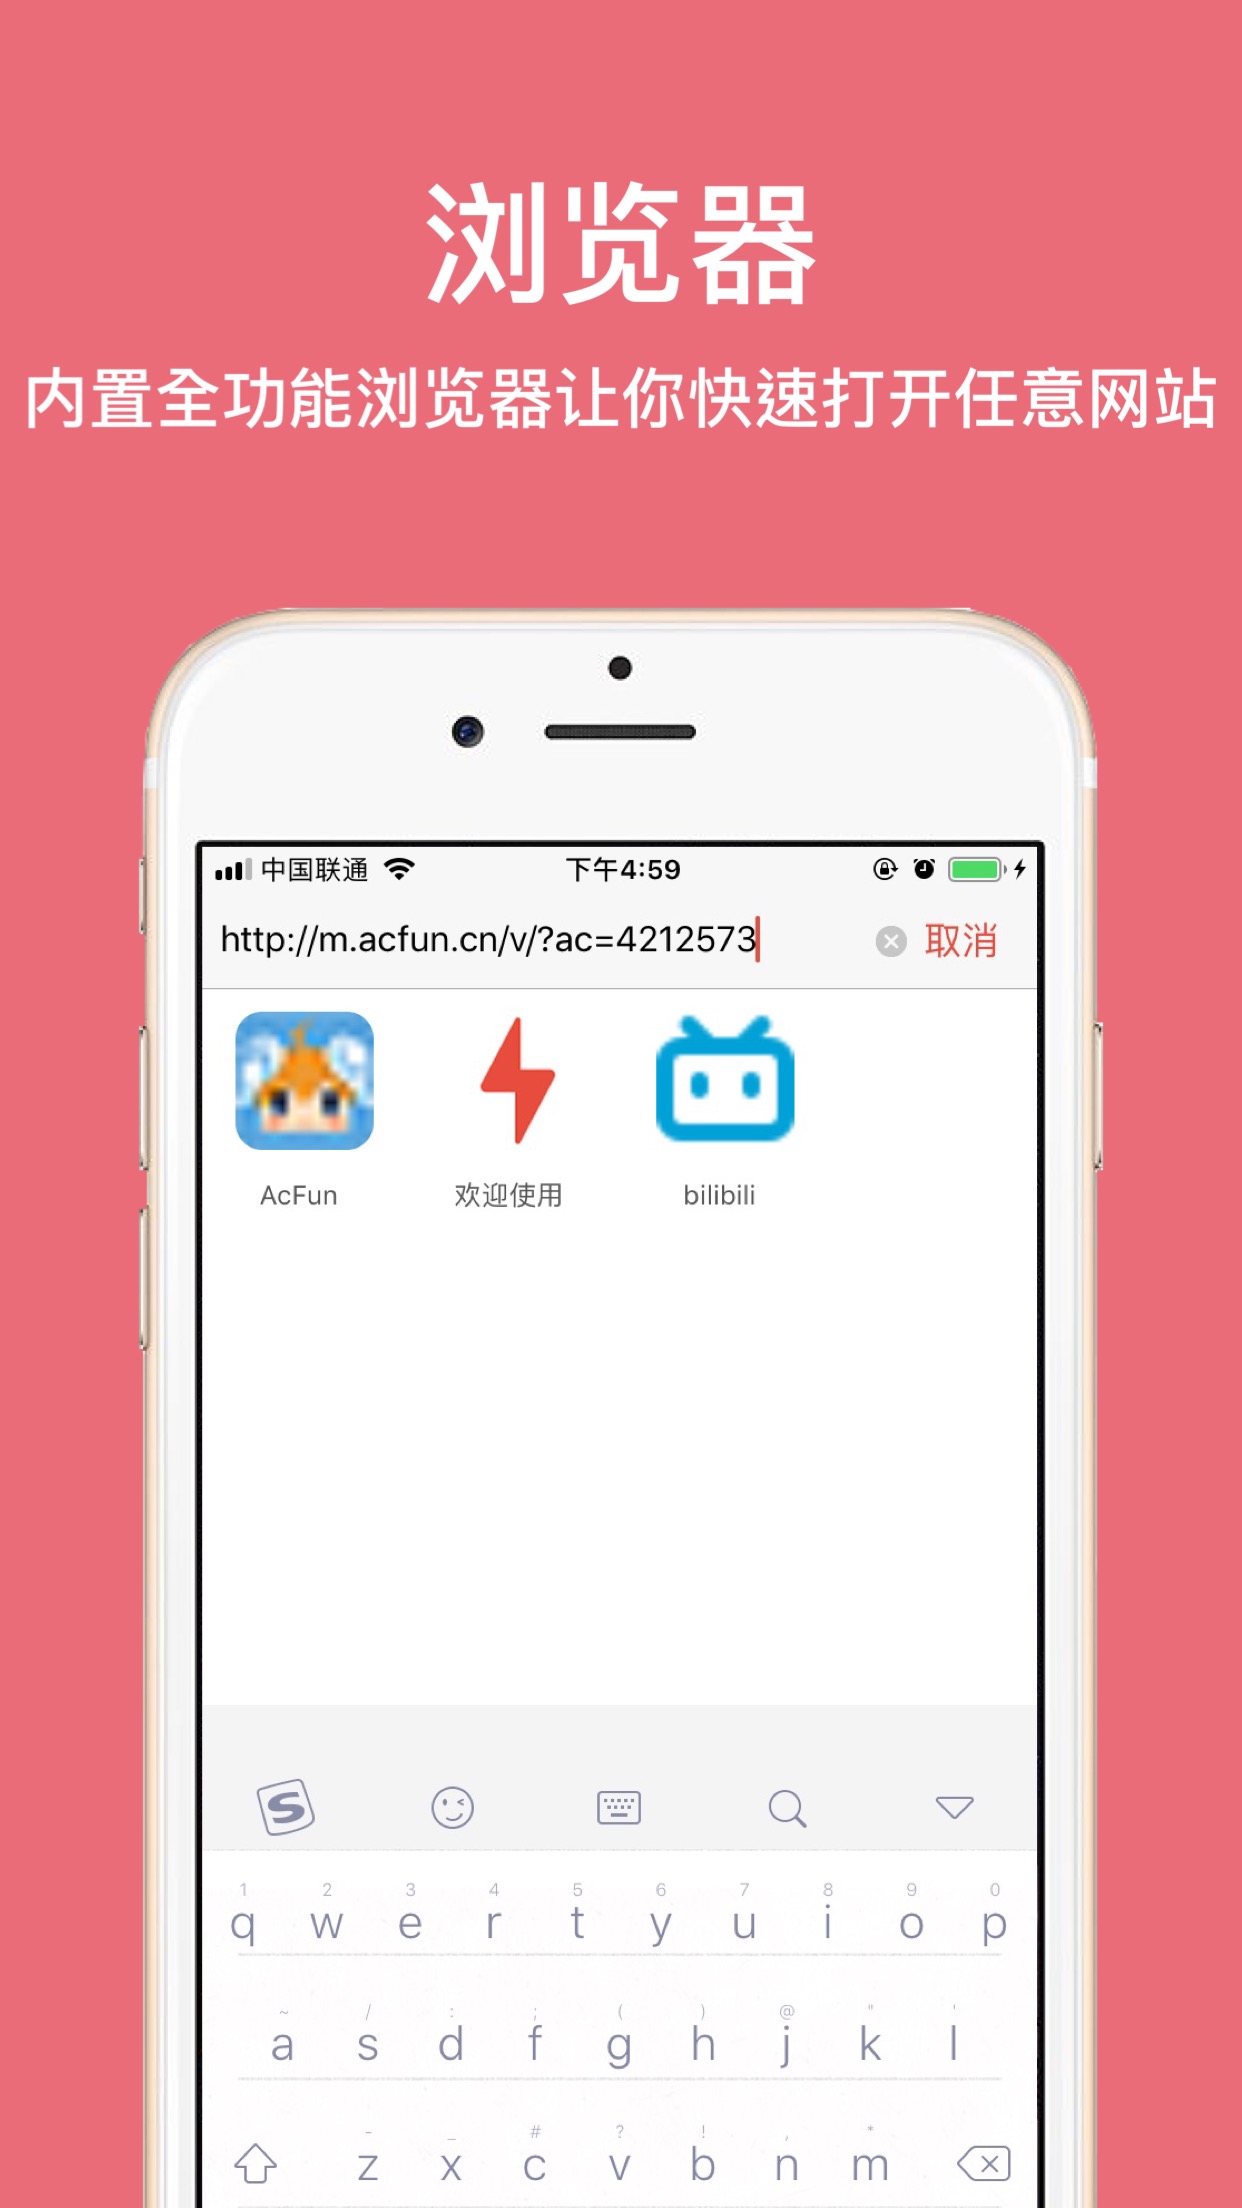 浏览器
内置全功能浏览器让你快速打开任意网站
中国联通 下午4:59
http://m.acfun.cn/v/?ac=4212573 取消
AcFun 欢迎使用 bilibili
S
1 2 3 4 5 6 7 8 9 0
q w e r t y u i o p
~ / : ; ( ) @ " '
a s d f g h j k l
- _ # ? ! , *
z x c v b n m